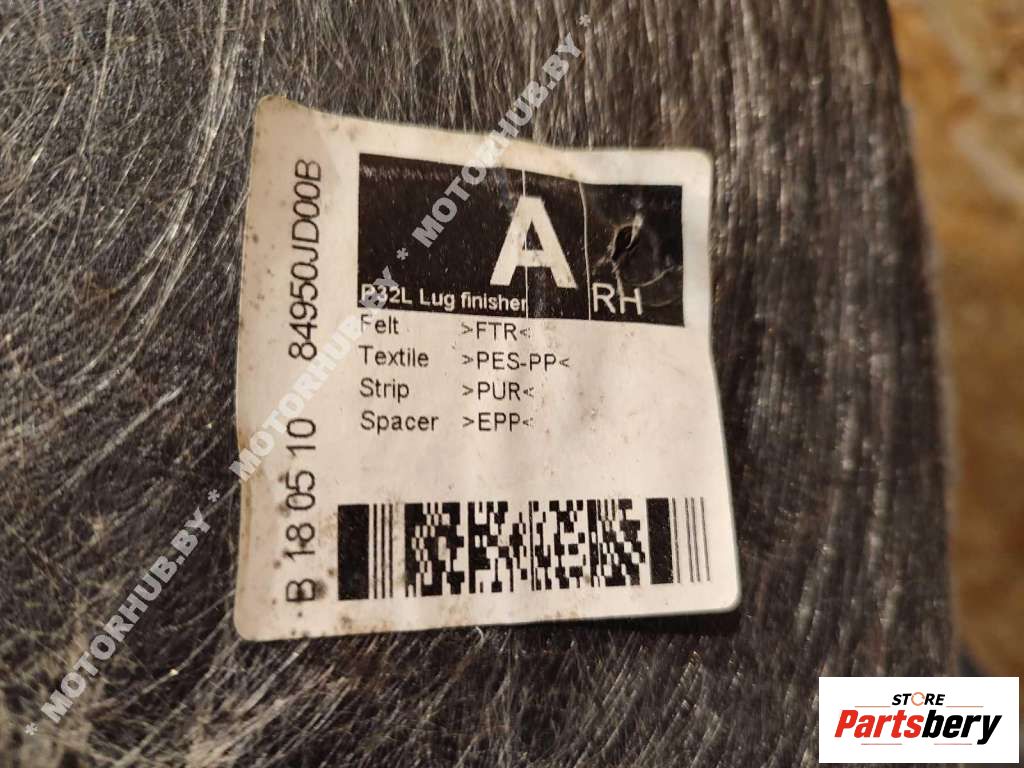 B 18 05 10 84950JD00B
A
P32L Lug finisher RH
Felt >FTR<
Textile >PES-PP<
Strip >PUR<
Spacer >EPP<
* MOTORHUB.BY * MOTORHUB.BY * MOTORHUB.BY *
STORE
Partsbery